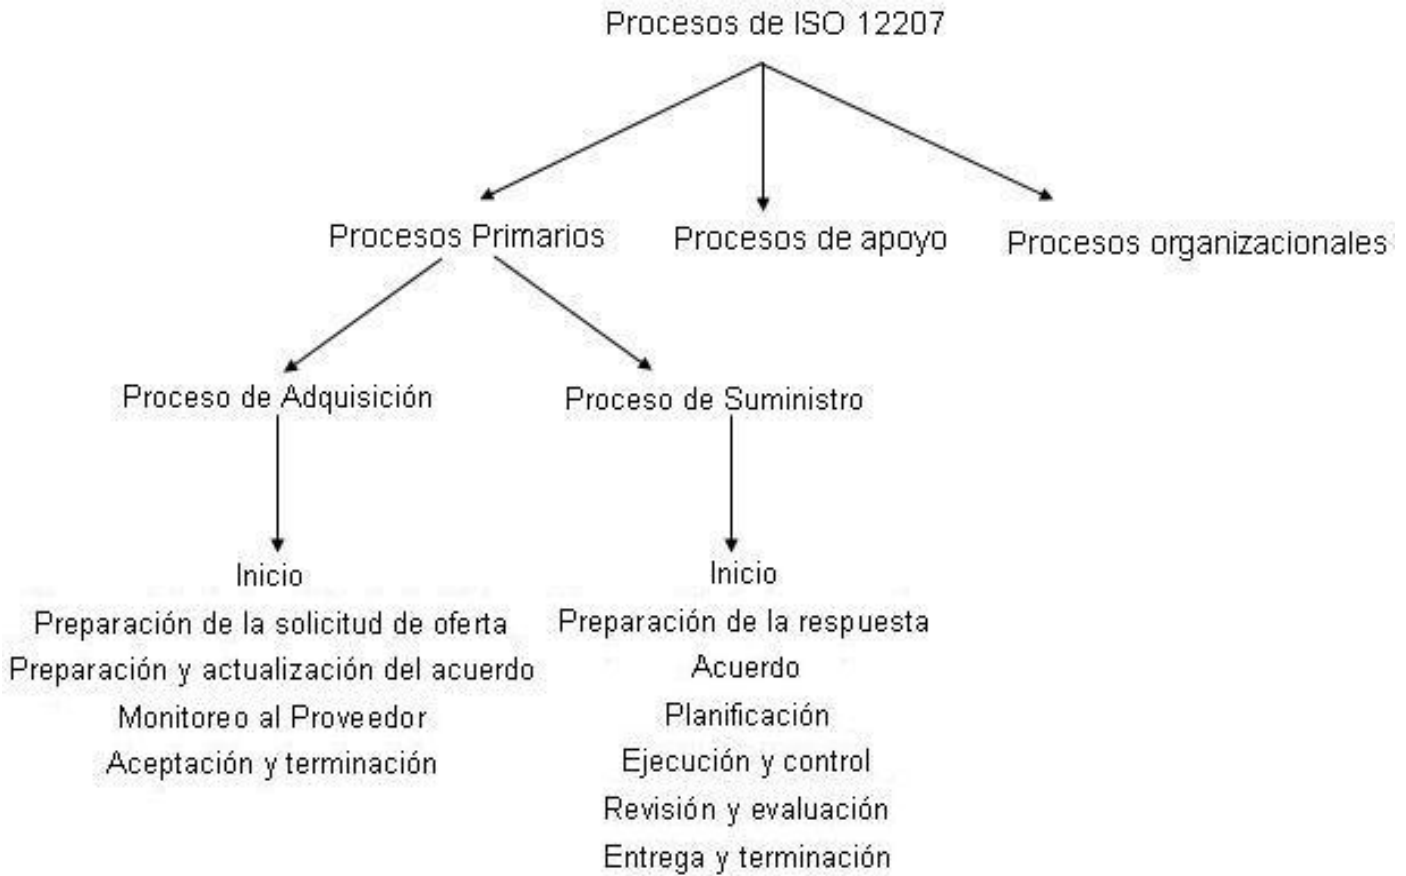 Procesos de ISO 12207
Procesos Primarios
Procesos de apoyo
Procesos organizacionales
Proceso de Adquisición
Proceso de Suministro
Inicio
Preparación de la solicitud de oferta
Preparación y actualización del acuerdo
Monitoreo al Proveedor
Aceptación y terminación
Inicio
Preparación de la respuesta
Acuerdo
Planificación
Ejecución y control
Revisión y evaluación
Entrega y terminación